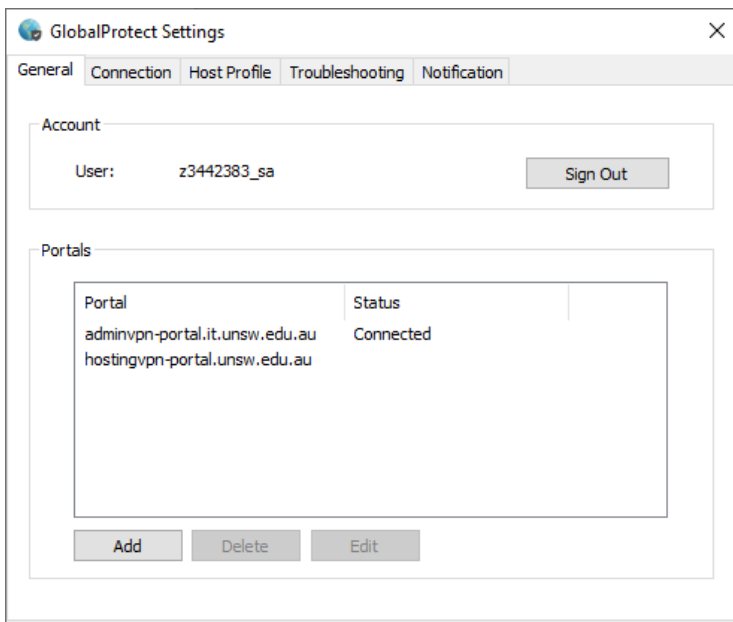 GlobalProtect Settings
General Connection Host Profile Troubleshooting Notification
Account
User: z3442383_sa Sign Out
Portals
Portal Status
adminvpn-portal.it.unsw.edu.au Connected
hostingvpn-portal.unsw.edu.au
Add Delete Edit